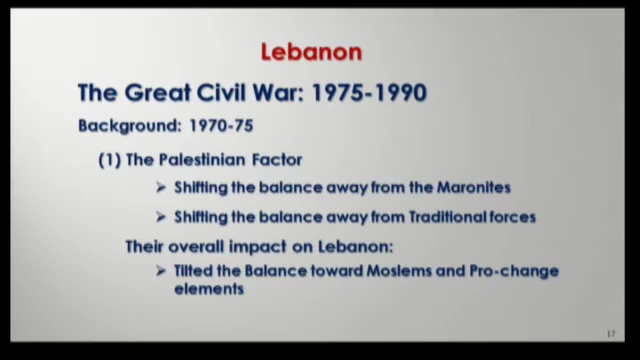 Lebanon
The Great Civil War: 1975-1990
Background: 1970-75
(1) The Palestinian Factor
➢ Shifting the balance away from the Maronites
➢ Shifting the balance away from Traditional forces
Their overall impact on Lebanon:
➢ Tilted the Balance toward Moslems and Pro-change
elements
17